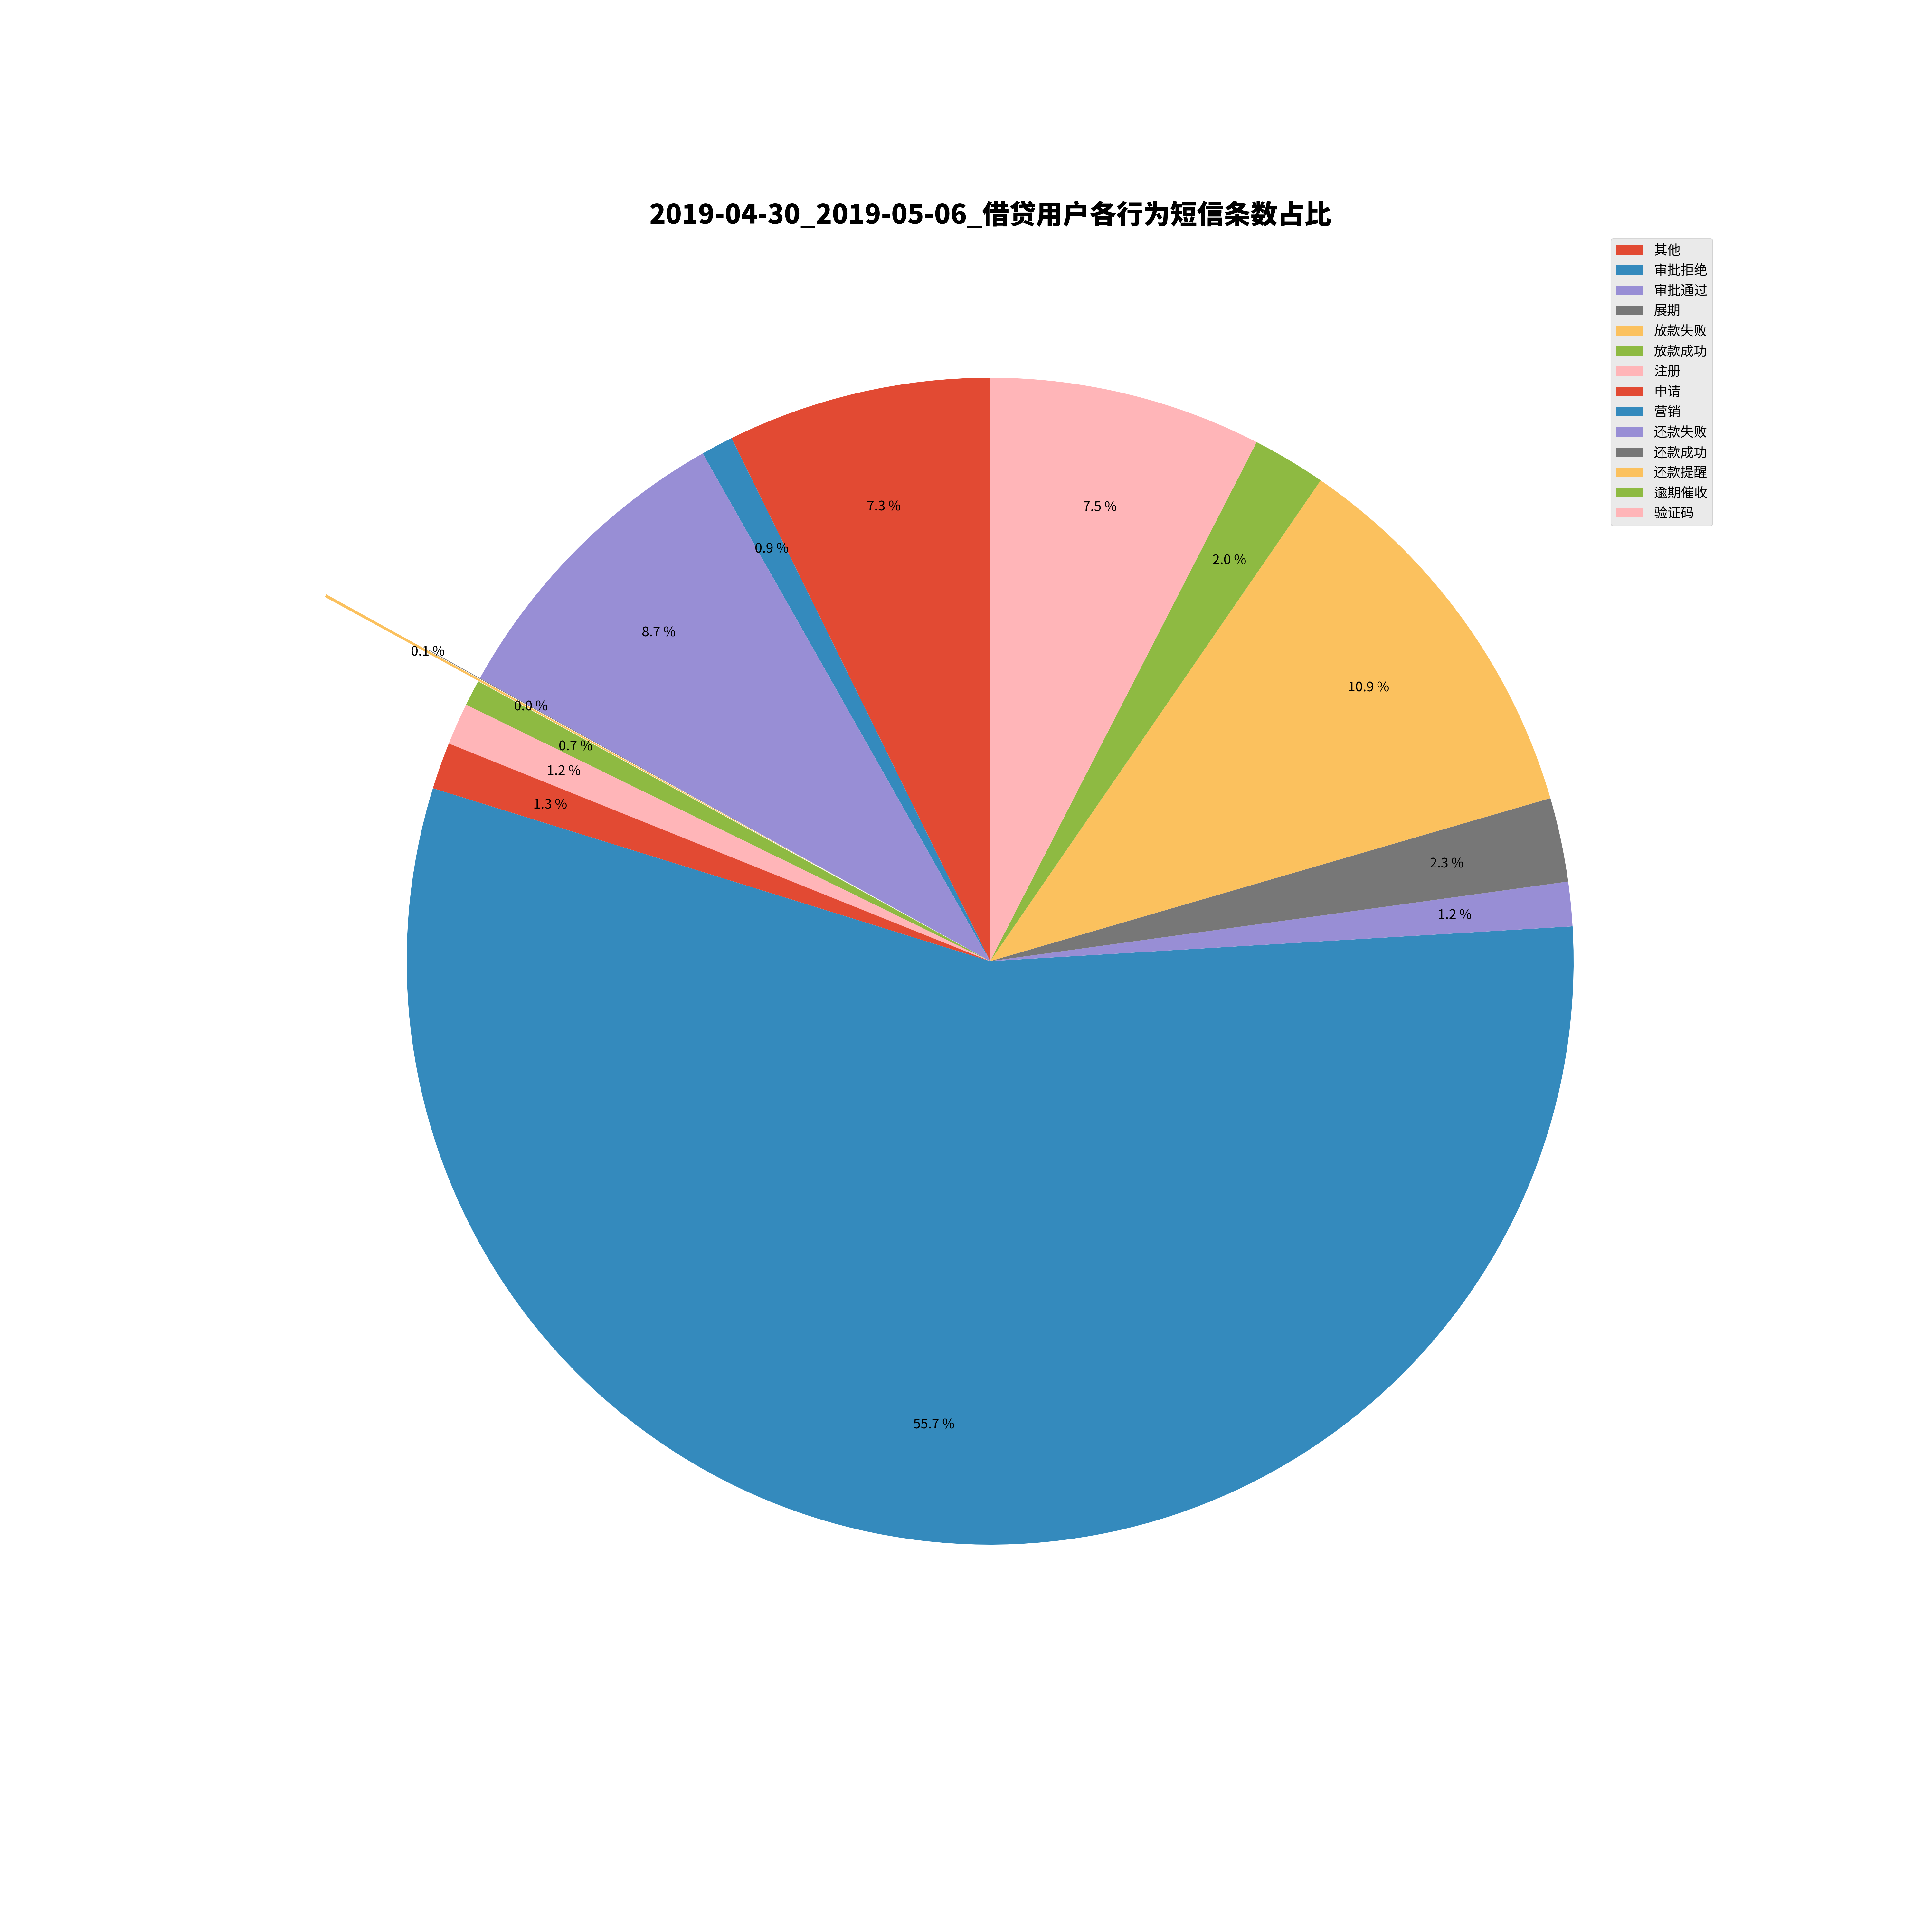 2019-04-30_2019-05-06_借贷用户各行为短信条数占比
其他
审批拒绝
审批通过
展期
放款失败
放款成功
注册
申请
营销
还款失败
还款成功
还款提醒
逾期催收
验证码
7.3 %
7.5 %
0.9 %
2.0 %
8.7 %
0.1 %
10.9 %
0.0 %
0.7 %
1.2 %
1.3 %
2.3 %
1.2 %
55.7 %